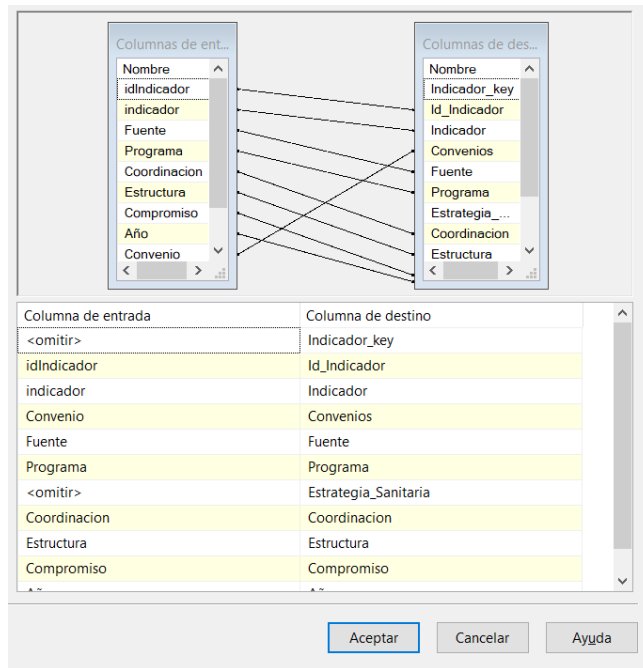 Columnas de ent...
Nombre
idIndicador
indicador
Fuente
Programa
Coordinacion
Estructura
Compromiso
Año
Convenio
Columnas de des...
Nombre
Indicador_key
Id_Indicador
Indicador
Convenios
Fuente
Programa
Estrategia_...
Coordinacion
Estructura
Columna de entrada Columna de destino
<omitir> Indicador_key
idIndicador Id_Indicador
indicador Indicador
Convenio Convenios
Fuente Fuente
Programa Programa
<omitir> Estrategia_Sanitaria
Coordinacion Coordinacion
Estructura Estructura
Compromiso Compromiso
Aceptar Cancelar Ayuda